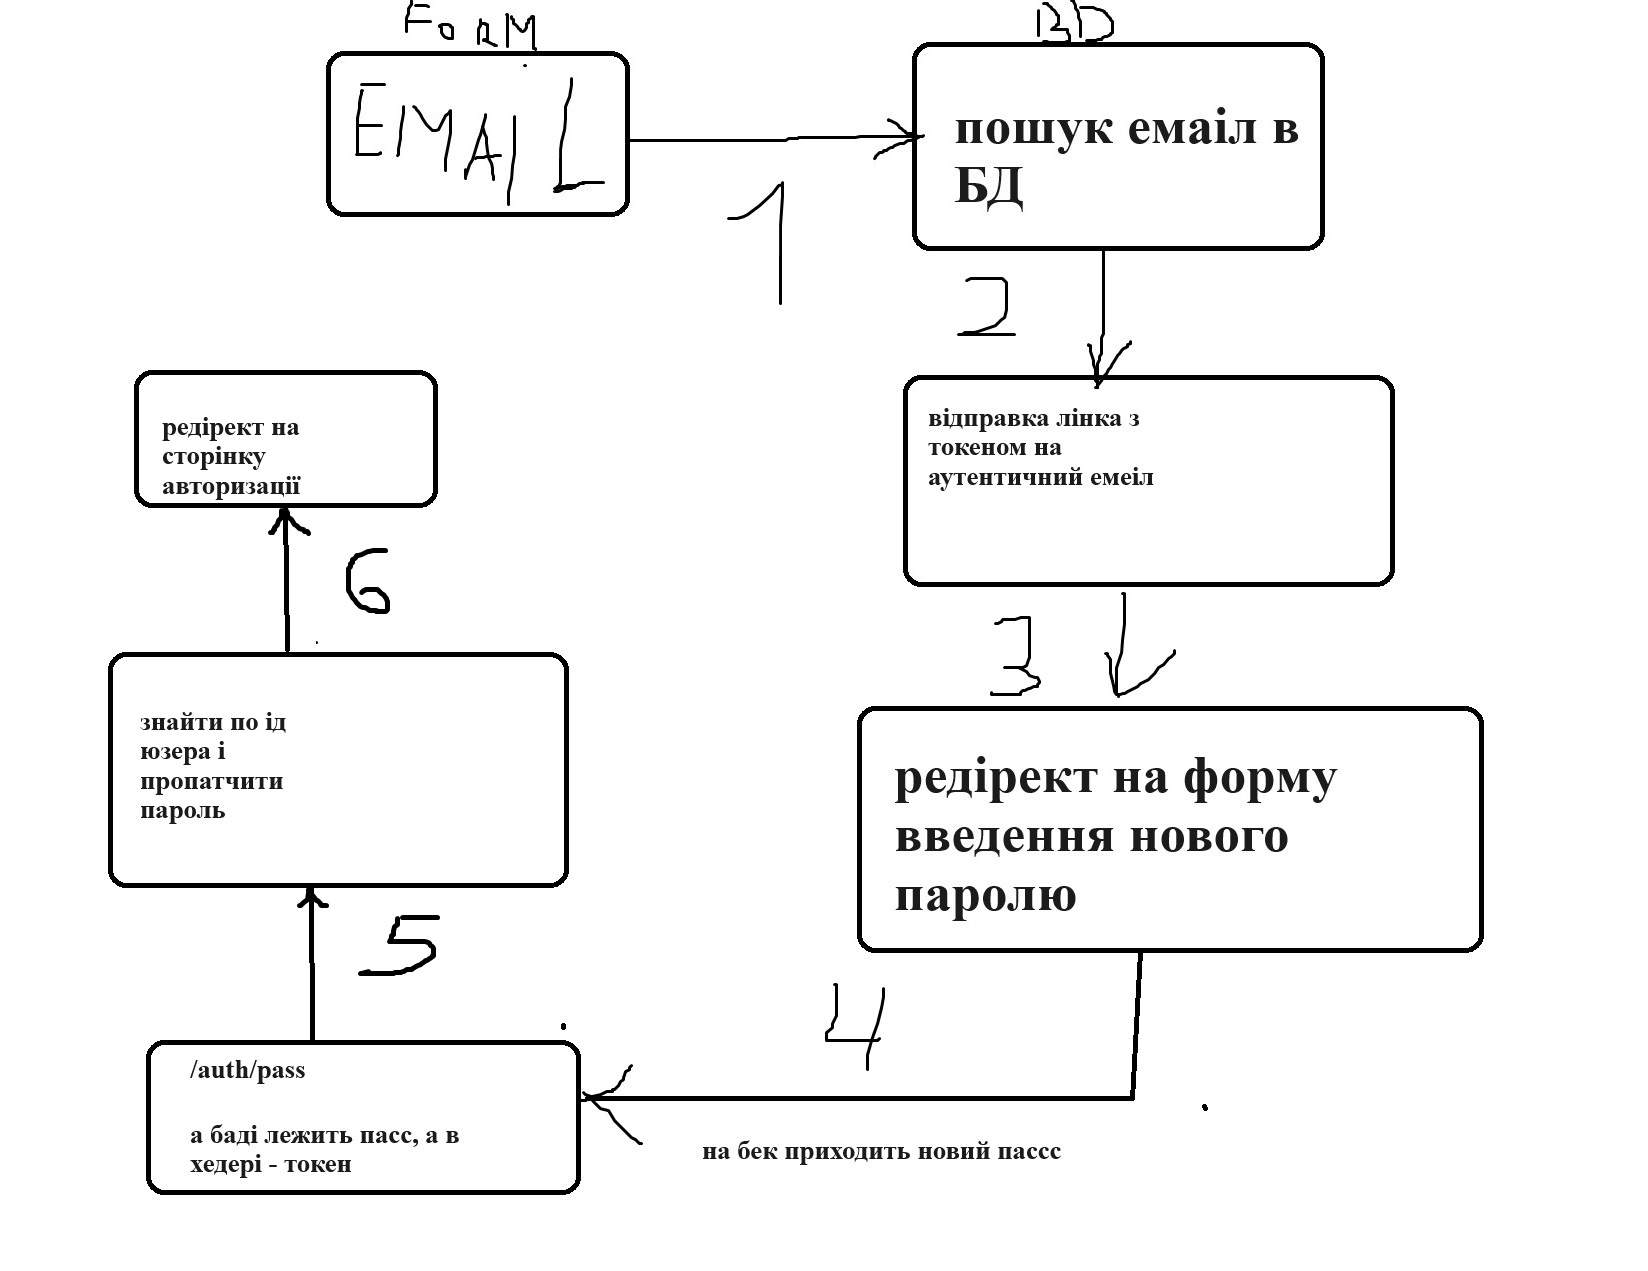 FORM
EMAIL
1
BD
пошук емаіл в
БД
2
відправка лінка з
токеном на
аутентичний емеіл
3
редірект на форму
введення нового
паролю
4
на бек приходить новий пассс
/auth/pass
а баді лежить пасс, а в
хедері - токен
5
знайти по ід
юзера і
пропатчити
пароль
6
редірект на
сторінку
авторизації